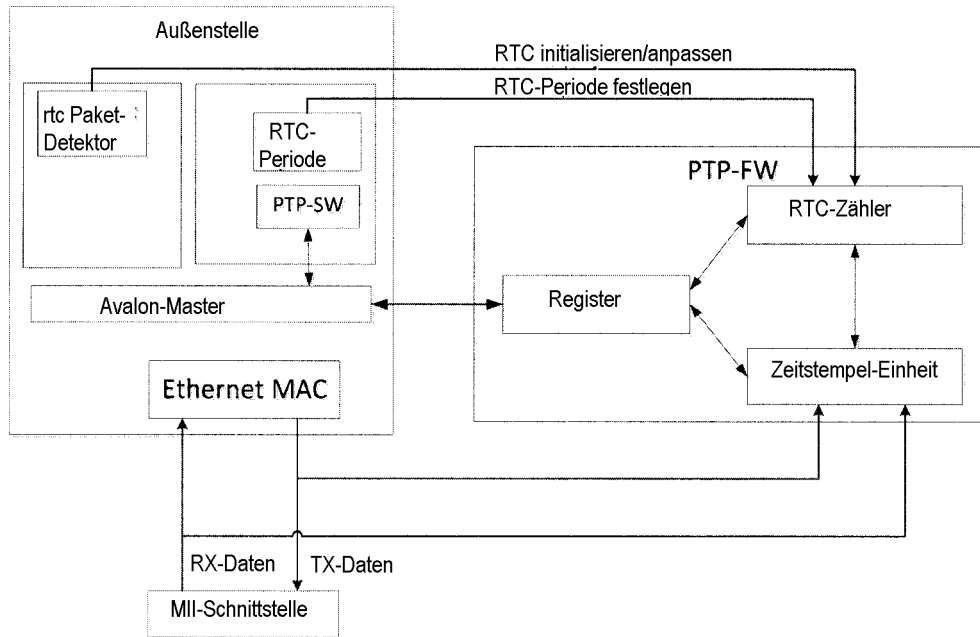 Außenstelle
RTC initialisieren/anpassen
RTC-Periode festlegen
rtc Paket-
Detektor
RTC-
Periode
PTP-SW
PTP-FW
RTC-Zähler
Avalon-Master
Register
Ethernet MAC
Zeitstempel-Einheit
RX-Daten
TX-Daten
MII-Schnittstelle